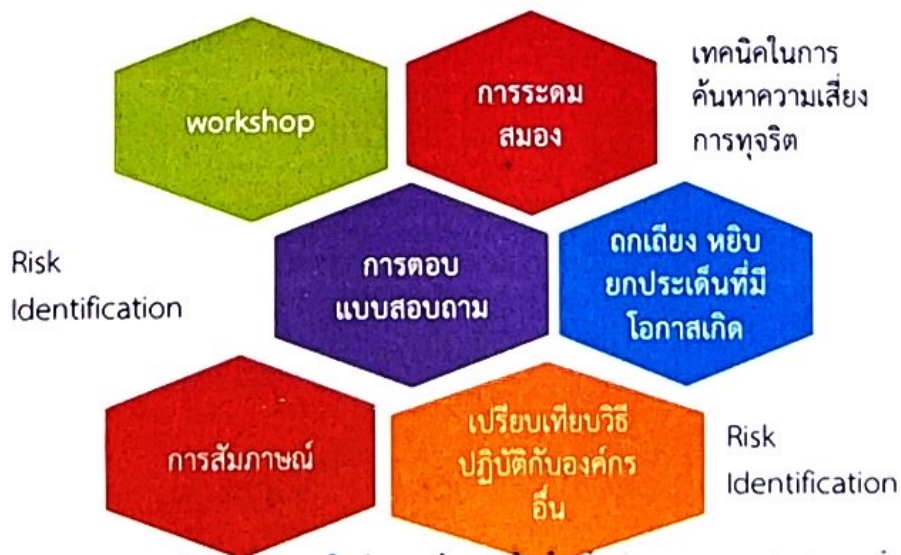 workshop
การระดม
สมอง
เทคนิคในการ
ค้นหาความเสี่ยง
การทุจริต
Risk
Identification
การตอบ
แบบสอบถาม
ถกเถียง หยิบ
ยกประเด็นที่มี
โอกาสเกิด
การสัมภาษณ์
เปรียบเทียบวิธี
ปฏิบัติกับองค์กร
อื่น
Risk
Identification